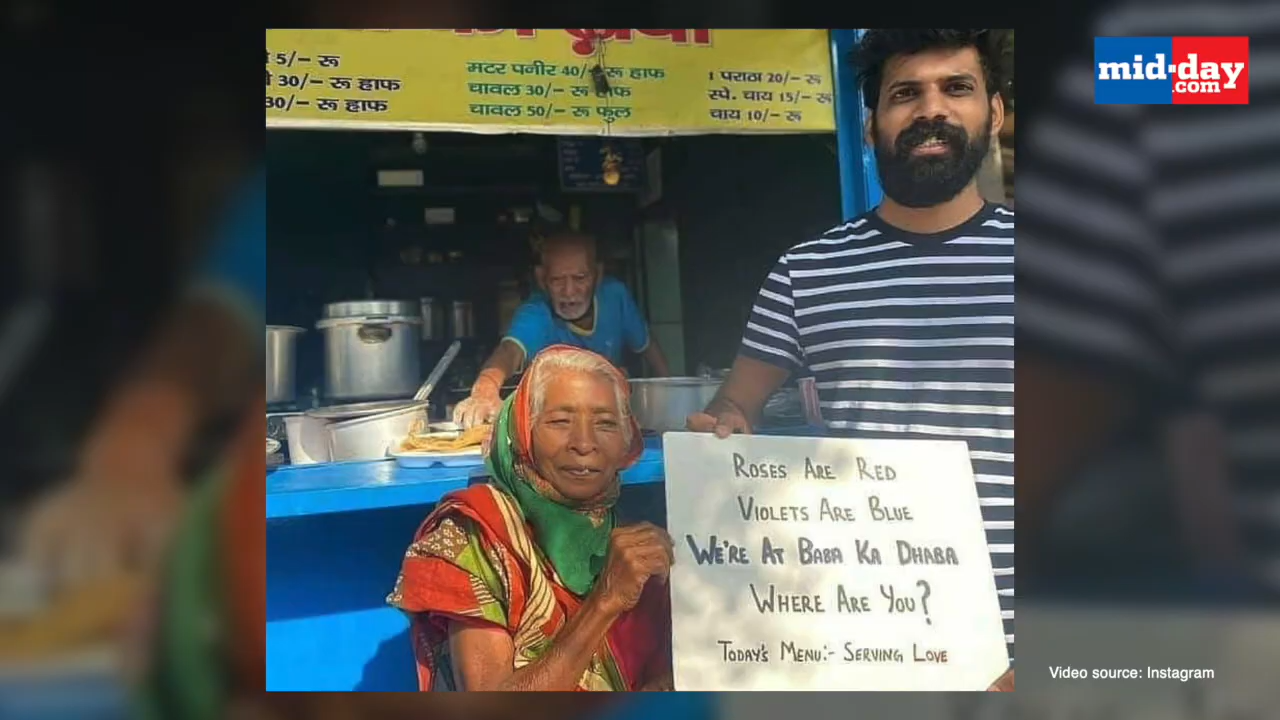 5/- रू
30/- रू हाफ
30/- रू हाफ
मटर पनीर 40/- रू हाफ
चावल 30/- रू हाफ
चावल 50/- रू फुल
1 पराठा 20/- रू
स्पे. चाय 15/- रू
चाय 10/- रू
mid-day
.com
ROSES ARE RED
VIOLETS ARE BLUE
WE'RE AT BABA KA DHABA
WHERE ARE YOU?
TODAY'S MENU:- SERVING LOVE
Video source: Instagram